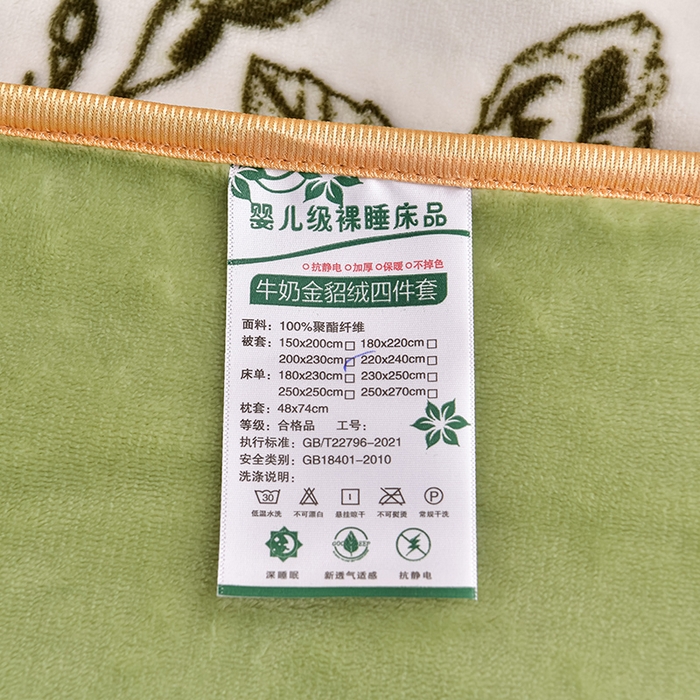 婴儿级裸睡床品
○抗静电○加厚○保暖○不掉色
牛奶金貂绒四件套
面料：100%聚酯纤维
被套：150x200cm□ 180x220cm□
200x230cm□ 220x240cm□
床单：180x230cm□ 230x250cm□
250x250cm□ 250x270cm□
枕套：48x74cm
等级：合格品 工号：
执行标准：GB/T22796-2021
安全类别：GB18401-2010
洗涤说明：
30 P
低温水洗 不可漂白 悬挂晾干 不可熨烫 常规干洗
深睡眠 新透气适感 抗静电